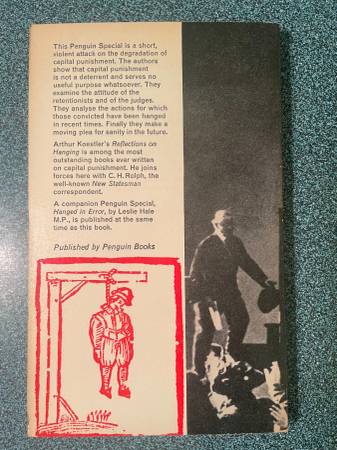 This Penguin Special is a short,
violent attack on the degradation of
capital punishment. The authors
show that capital punishment
is not a deterrent and serves no
useful purpose whatsoever. They
examine the attitude of the
retentionists and of the judges.
They analyse the actions for which
those convicted have been hanged
in recent times. Finally they make a
moving plea for sanity in the future.
Arthur Koestler's Reflections on
Hanging is among the most
outstanding books ever written
on capital punishment. He joins
forces here with C. H. Rolph, the
well-known New Statesman
correspondent.
A companion Penguin Special,
Hanged in Error, by Leslie Hale
M.P., is published at the same
time as this book.
Published by Penguin Books